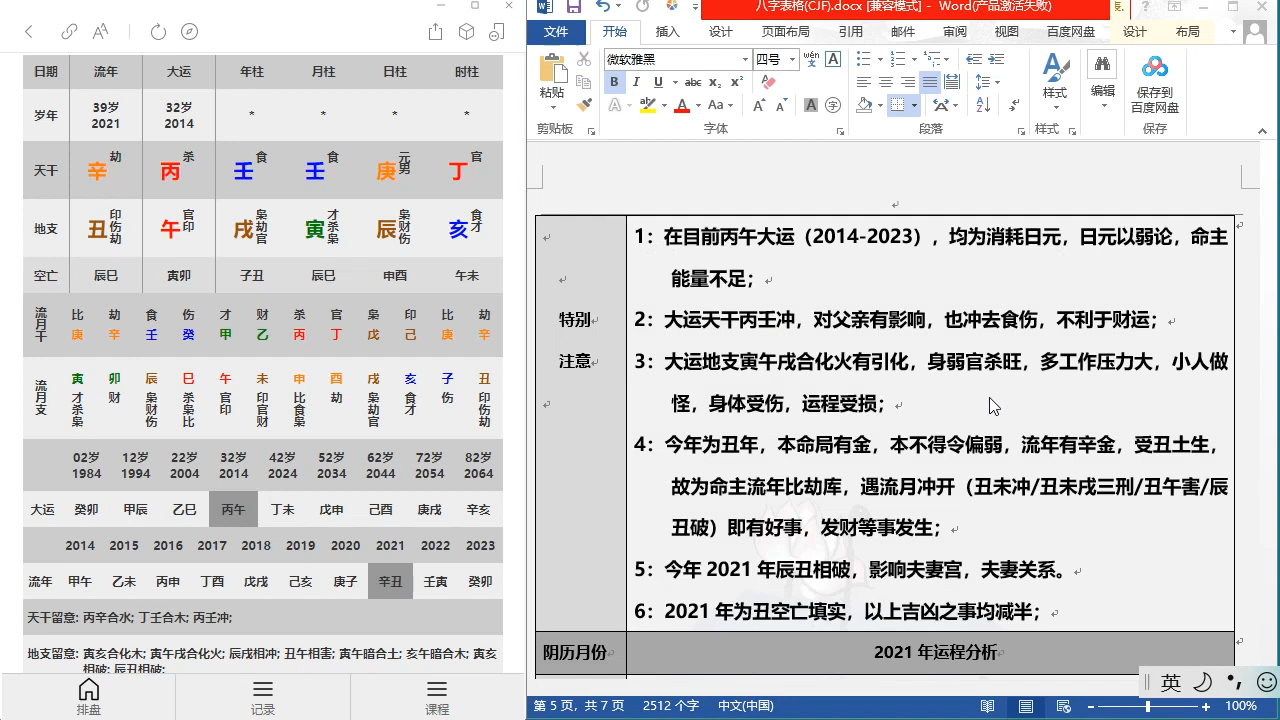 日期 流年 大运 年柱 月柱 日柱 时柱
岁年 39岁 2021 32岁 2014 * * * *
天干 辛 劫 丙 杀 壬 食 壬 食 庚 元男 丁 官
地支 丑 印伤劫 午 官印 戌 枭劫官 寅 才杀枭 辰 枭财伤 亥 食才
空亡 辰巳 寅卯 子丑 辰巳 申酉 午未
流月干 比 劫 食 伤 才 财 杀 官 枭 印 比 劫
庚 辛 壬 癸 甲 乙 丙 丁 戊 己 庚 辛
流月支 寅 卯 辰 巳 午 未 申 酉 戌 亥 子 丑
才杀枭 财 枭财伤 杀枭比 官印 印官财 比食枭 劫 枭劫官 食才 伤 印伤劫
02岁 12岁 22岁 32岁 42岁 52岁 62岁 72岁 82岁
1984 1994 2004 2014 2024 2034 2044 2054 2064
大运 癸卯 甲辰 乙巳 丙午 丁未 戊申 己酉 庚戌 辛亥
2014 2015 2016 2017 2018 2019 2020 2021 2022 2023
流年 甲午 乙未 丙申 丁酉 戊戌 己亥 庚子 辛丑 壬寅 癸卯
天干留意: 丙辛合水; 丁壬合木; 丙壬冲;
地支留意: 寅亥合化木; 寅午戌合化火; 辰戌相冲; 丑午相害; 寅午暗合土; 亥午暗合木; 寅亥
相破; 辰丑相破;
排盘 记录 课程
八字表格(CJF).docx [兼容模式] - Word(产品激活失败)
文件 开始 插入 设计 页面布局 引用 邮件 审阅 视图 百度网盘 设计 布局
微软雅黑 四号 wén A
粘贴 B I U abc X₂ X² 样式 编辑 保存到
百度网盘
A A Aa A A A 字
剪贴板 字体 段落 样式 保存
特别
注意
1：在目前丙午大运（2014-2023），均为消耗日元，日元以弱论，命主
能量不足；
2：大运天干丙壬冲，对父亲有影响，也冲去食伤，不利于财运；
3：大运地支寅午戌合化火有引化，身弱官杀旺，多工作压力大，小人做
怪，身体受伤，运程受损；
4：今年为丑年，本命局有金，本不得令偏弱，流年有辛金，受丑土生，
故为命主流年比劫库，遇流月冲开（丑未冲/丑未戌三刑/丑午害/辰
丑破）即有好事，发财等事发生；
5：今年 2021 年辰丑相破，影响夫妻宫，夫妻关系。
6：2021 年为丑空亡填实，以上吉凶之事均减半；
阴历月份 2021 年运程分析
英
第 5 页，共 7 页 2512 个字 中文(中国) 100%